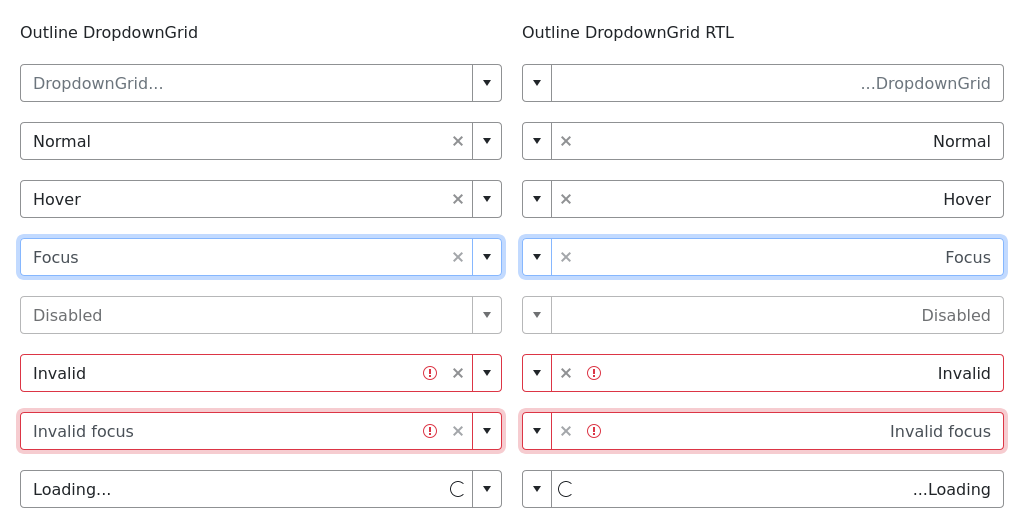 Outline DropdownGrid
DropdownGrid...
Normal
Hover
Focus
Disabled
Invalid
Invalid focus
Loading...
Outline DropdownGrid RTL
...DropdownGrid
Normal
Hover
Focus
Disabled
Invalid
Invalid focus
...Loading